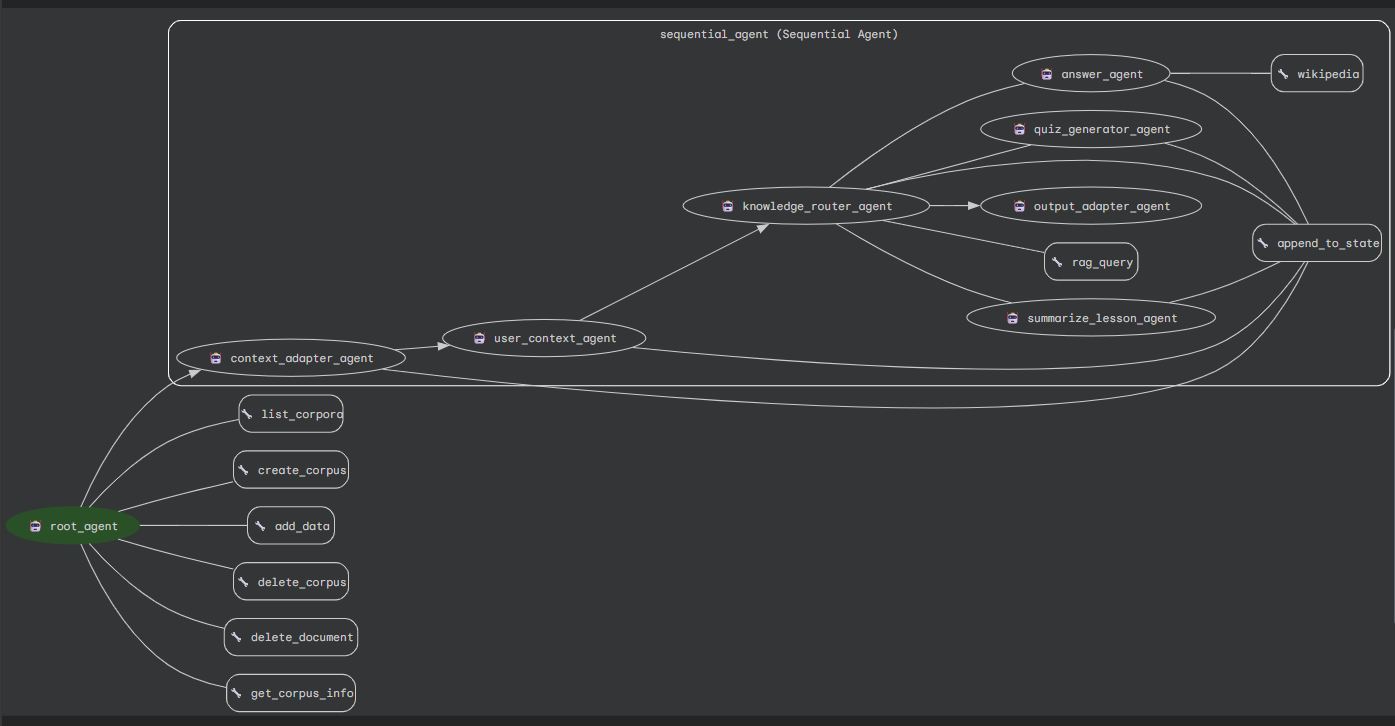 sequential_agent (Sequential Agent)
answer_agent
wikipedia
quiz_generator_agent
knowledge_router_agent
output_adapter_agent
append_to_state
rag_query
summarize_lesson_agent
user_context_agent
context_adapter_agent
list_corpora
create_corpus
root_agent
add_data
delete_corpus
delete_document
get_corpus_info